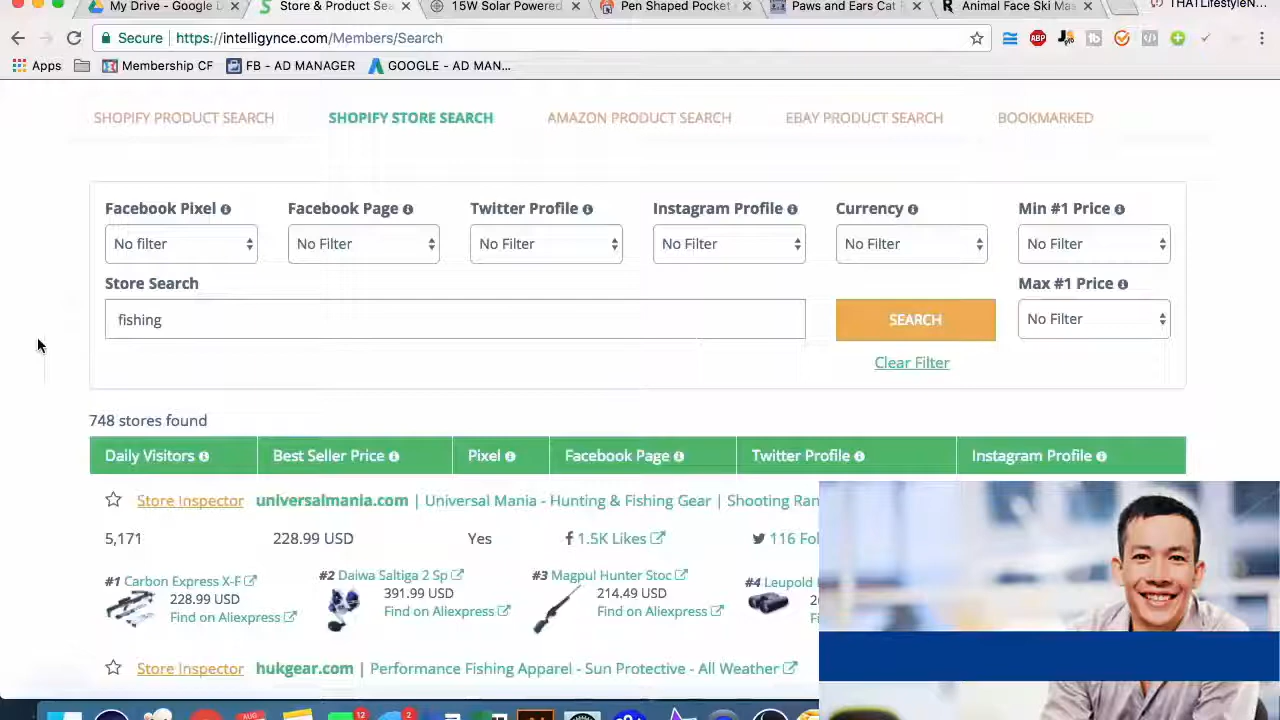 My Drive - Google D
Store & Product Sea
15W Solar Powered
Pen Shaped Pocket
Paws and Ears Cat
Animal Face Ski Mas
THATLifestyleN...
Secure https://intelligynce.com/Members/Search
Apps Membership CF FB - AD MANAGER GOOGLE - AD MAN...
SHOPIFY PRODUCT SEARCH SHOPIFY STORE SEARCH AMAZON PRODUCT SEARCH EBAY PRODUCT SEARCH BOOKMARKED
Facebook Pixel Facebook Page Twitter Profile Instagram Profile Currency Min #1 Price
No filter No Filter No Filter No Filter No Filter No Filter
Store Search Max #1 Price
fishing SEARCH No Filter
Clear Filter
748 stores found
Daily Visitors Best Seller Price Pixel Facebook Page Twitter Profile Instagram Profile
Store Inspector universalmania.com | Universal Mania - Hunting & Fishing Gear | Shooting Ran
5,171 228.99 USD Yes 1.5K Likes 116 Fol
#1 Carbon Express X-F #2 Daiwa Saltiga 2 Sp #3 Magpul Hunter Stoc #4 Leupold
228.99 USD 391.99 USD 214.49 USD
Find on Aliexpress Find on Aliexpress Find on Aliexpress
Store Inspector hukgear.com | Performance Fishing Apparel - Sun Protective - All Weather